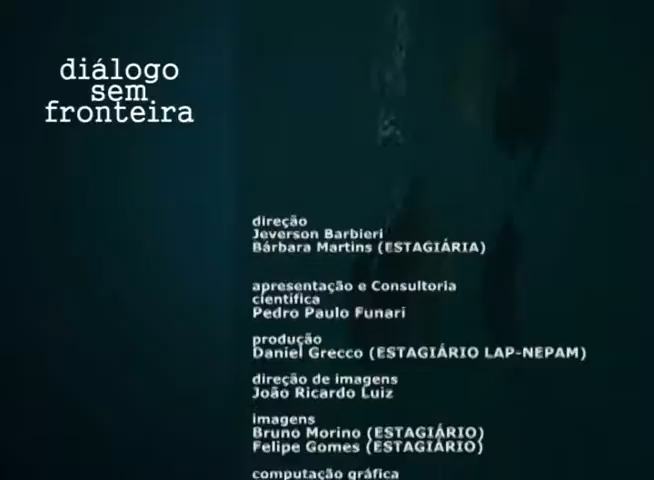 diálogo
sem
fronteira
direção
Jeverson Barbieri
Bárbara Martins (ESTAGIÁRIA)
apresentação e Consultoria
científica
Pedro Paulo Funari
produção
Daniel Grecco (ESTAGIÁRIO LAP-NEPAM)
direção de imagens
João Ricardo Luiz
imagens
Bruno Morino (ESTAGIÁRIO)
Felipe Gomes (ESTAGIÁRIO)
computação gráfica